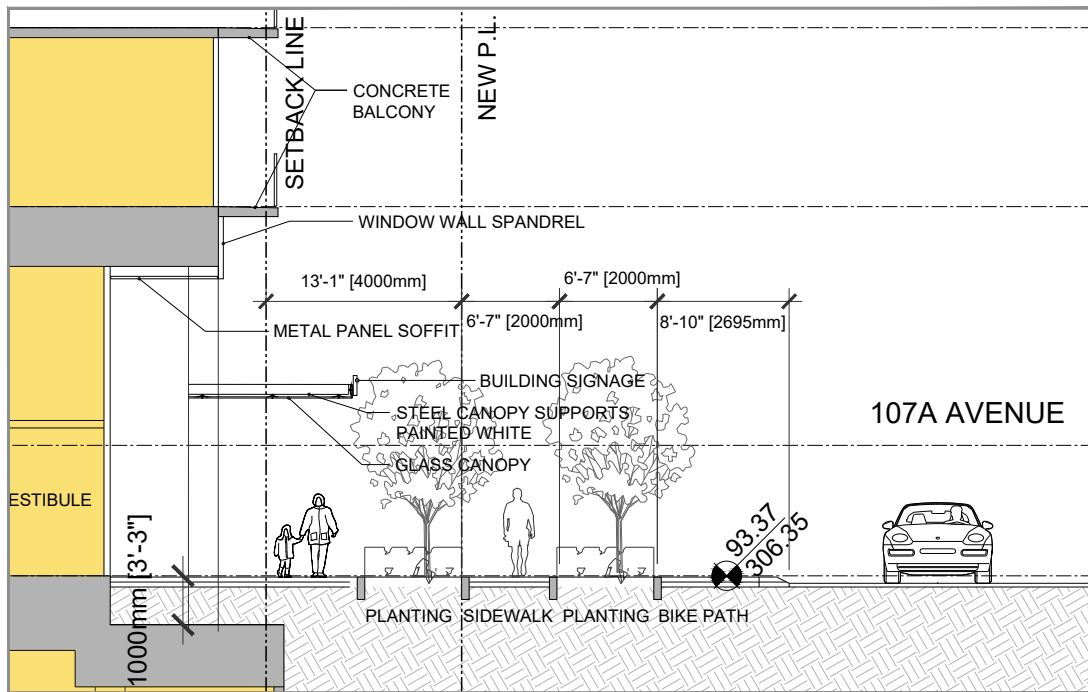 SETBACK LINE
NEW P.L.
CONCRETE
BALCONY
WINDOW WALL SPANDREL
13'-1" [4000mm]
6'-7" [2000mm]
6'-7" [2000mm]
8'-10" [2695mm]
METAL PANEL SOFFIT
BUILDING SIGNAGE
STEEL CANOPY SUPPORTS
PAINTED WHITE
GLASS CANOPY
107A AVENUE
ESTIBULE
93.37
306.35
1000mm [3'-3"]
PLANTING SIDEWALK PLANTING BIKE PATH